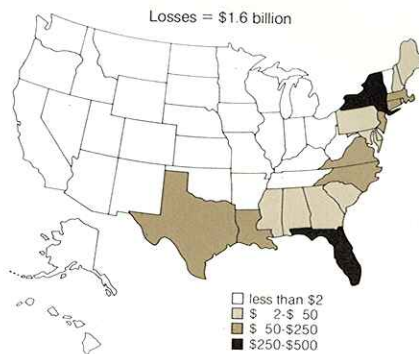 Losses = $1.6 billion
less than $2
$ 2-$ 50
$ 50-$250
$250-$500